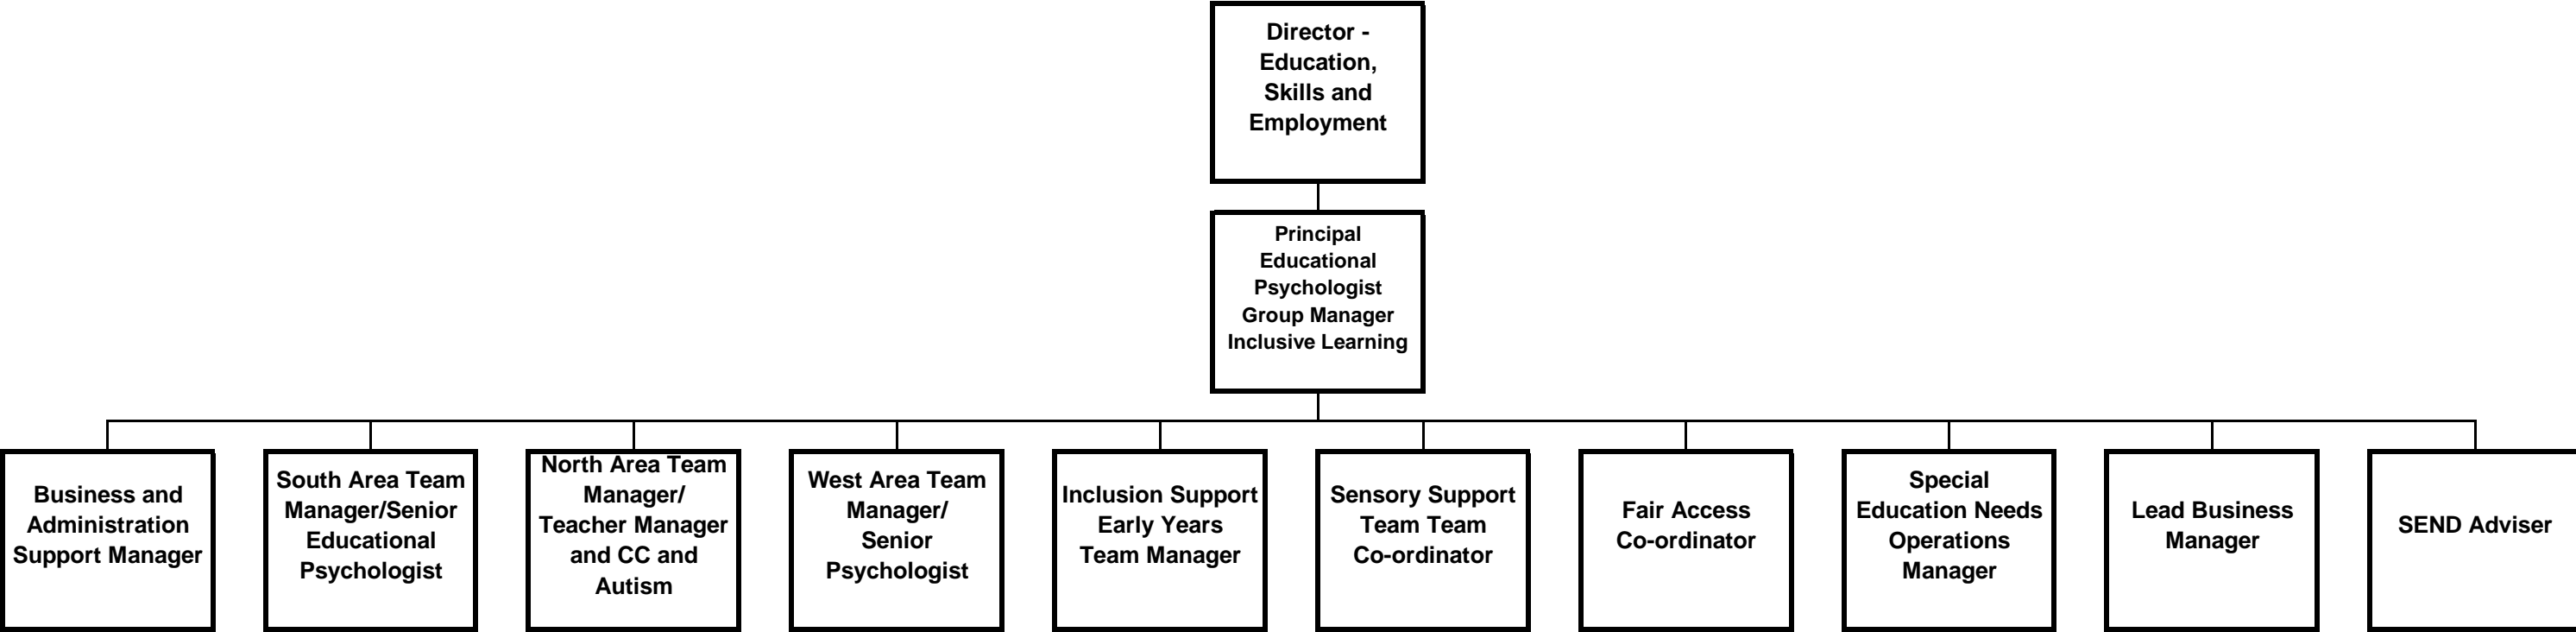 Director -
Education,
Skills and
Employment
Principal
Educational
Psychologist
Group Manager
Inclusive Learning
Business and
Administration
Support Manager
South Area Team
Manager/Senior
Educational
Psychologist
North Area Team
Manager/
Teacher Manager
and CC and
Autism
West Area Team
Manager/
Senior
Psychologist
Inclusion Support
Early Years
Team Manager
Sensory Support
Team Team
Co-ordinator
Fair Access
Co-ordinator
Special
Education Needs
Operations
Manager
Lead Business
Manager
SEND Adviser